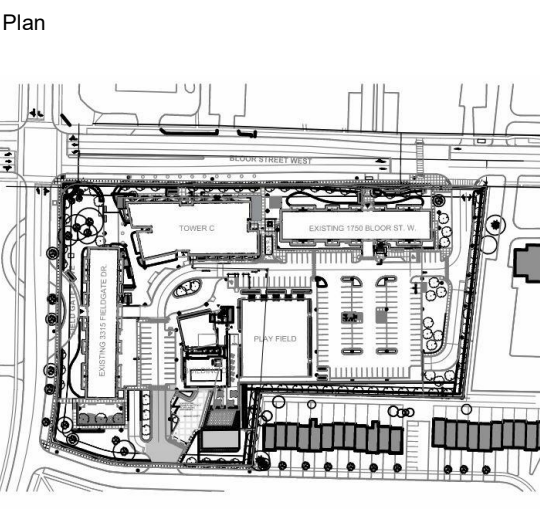 Plan
BLOOR STREET WEST
TOWER C
EXISTING 1750 BLOOR ST. W.
EXISTING 3315 FIELDGATE DR.
PLAY FIELD